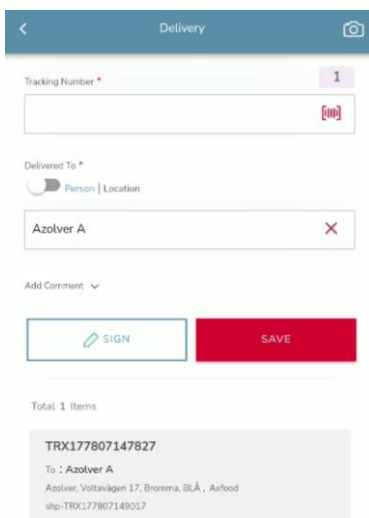 Delivery
Tracking Number *
1
Delivered To *
Person | Location
Azolver A
Add Comment
SIGN
SAVE
Total 1 Items
TRX177807147827
To : Azolver A
Azolver, Voltavägen 17, Bromma, BLÅ , Axfood
shp-TRX177807149017